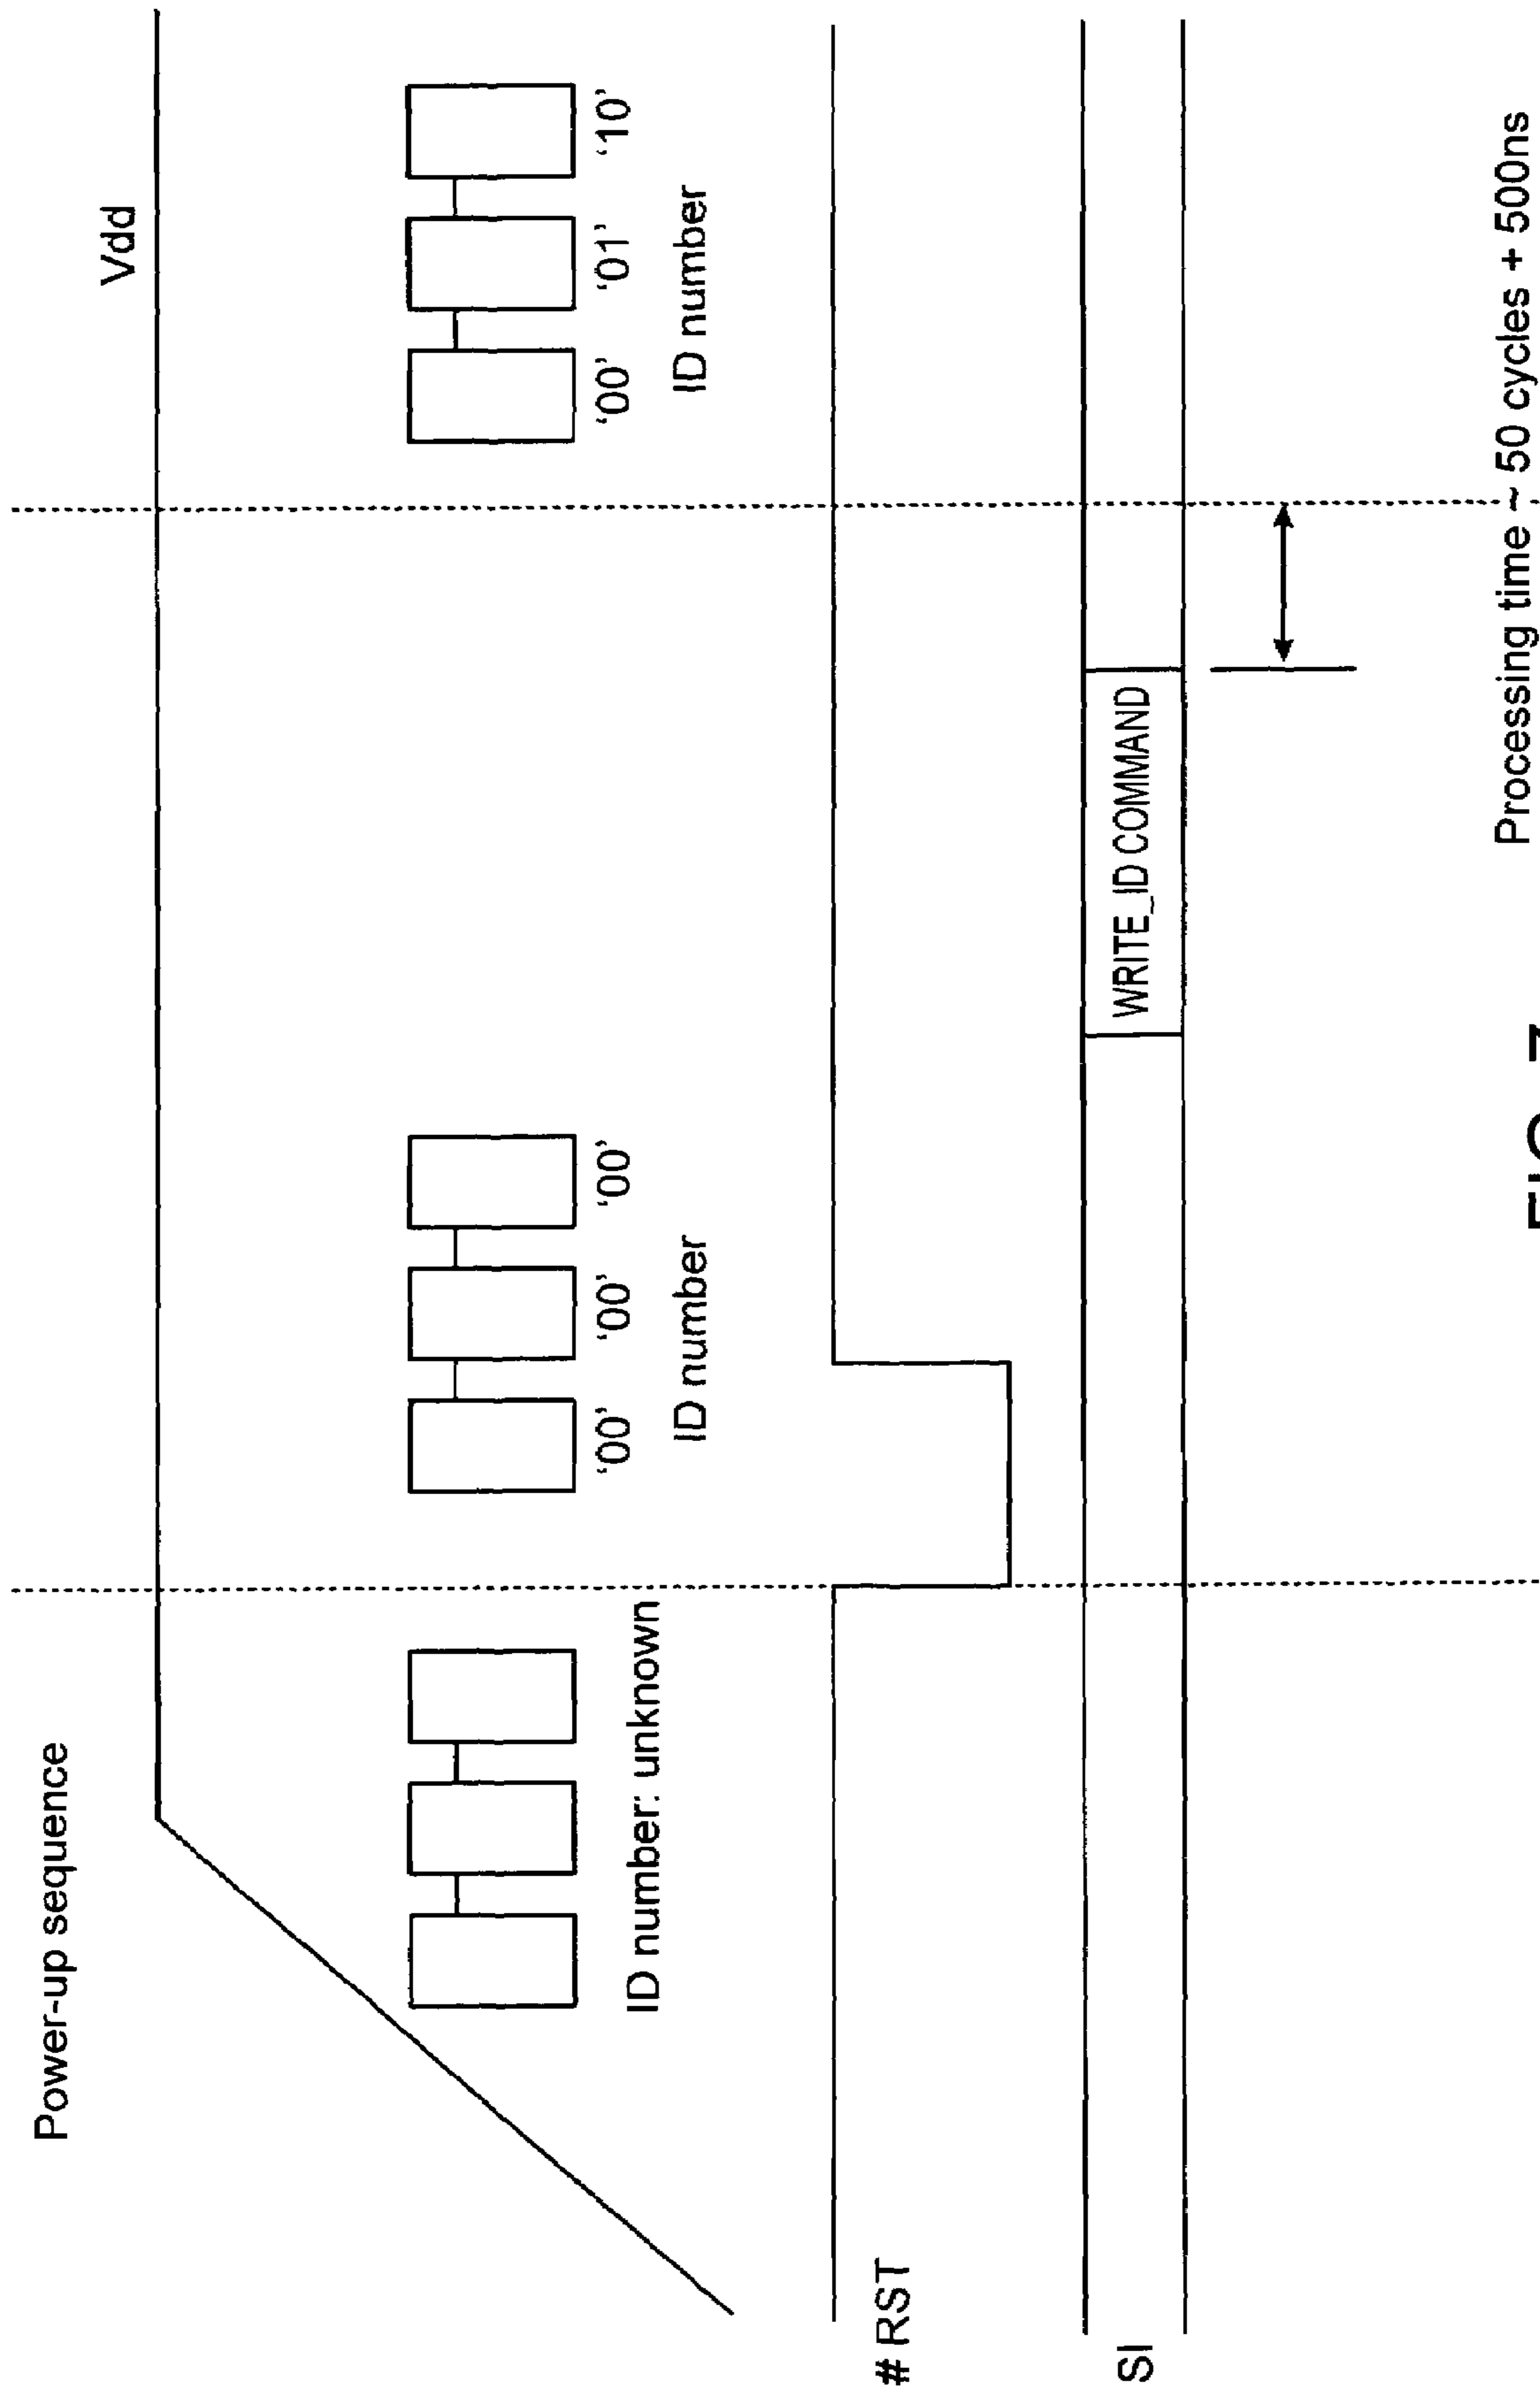 Power-up sequence
Vdd
ID number: unknown
'00' '00' '00'
ID number
'00' '01' '10'
ID number
# RST
SI
WRITE_ID COMMAND
Processing time ~ 50 cycles + 500ns